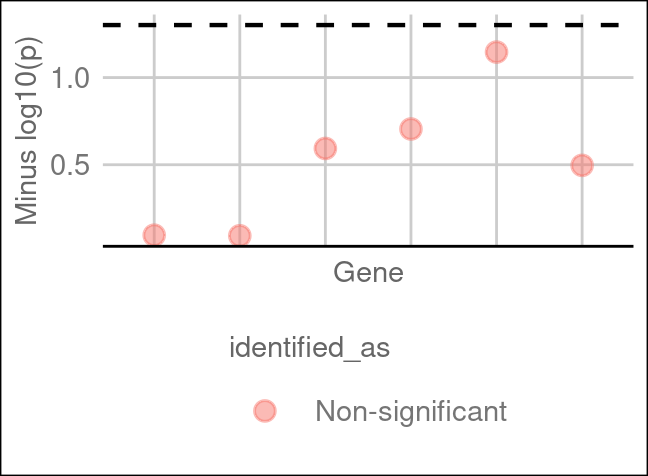 Minus log10(p)
1.0
0.5
Gene
identified_as
Non-significant